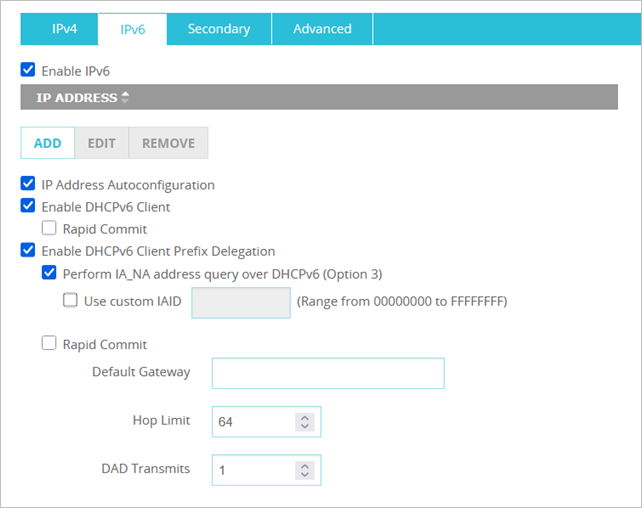 IPv4 IPv6 Secondary Advanced
Enable IPv6
IP ADDRESS
ADD EDIT REMOVE
IP Address Autoconfiguration
Enable DHCPv6 Client
Rapid Commit
Enable DHCPv6 Client Prefix Delegation
Perform IA_NA address query over DHCPv6 (Option 3)
Use custom IAID (Range from 00000000 to FFFFFFFF)
Rapid Commit
Default Gateway
Hop Limit 64
DAD Transmits 1